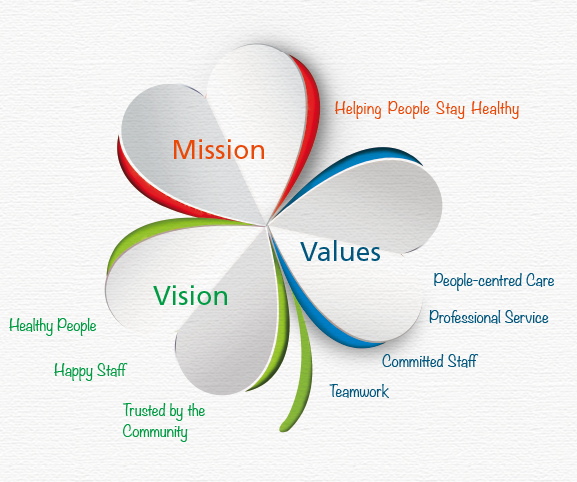 Mission
Helping People Stay Healthy
Values
People-centred Care
Professional Service
Committed Staff
Teamwork
Vision
Healthy People
Happy Staff
Trusted by the
Community